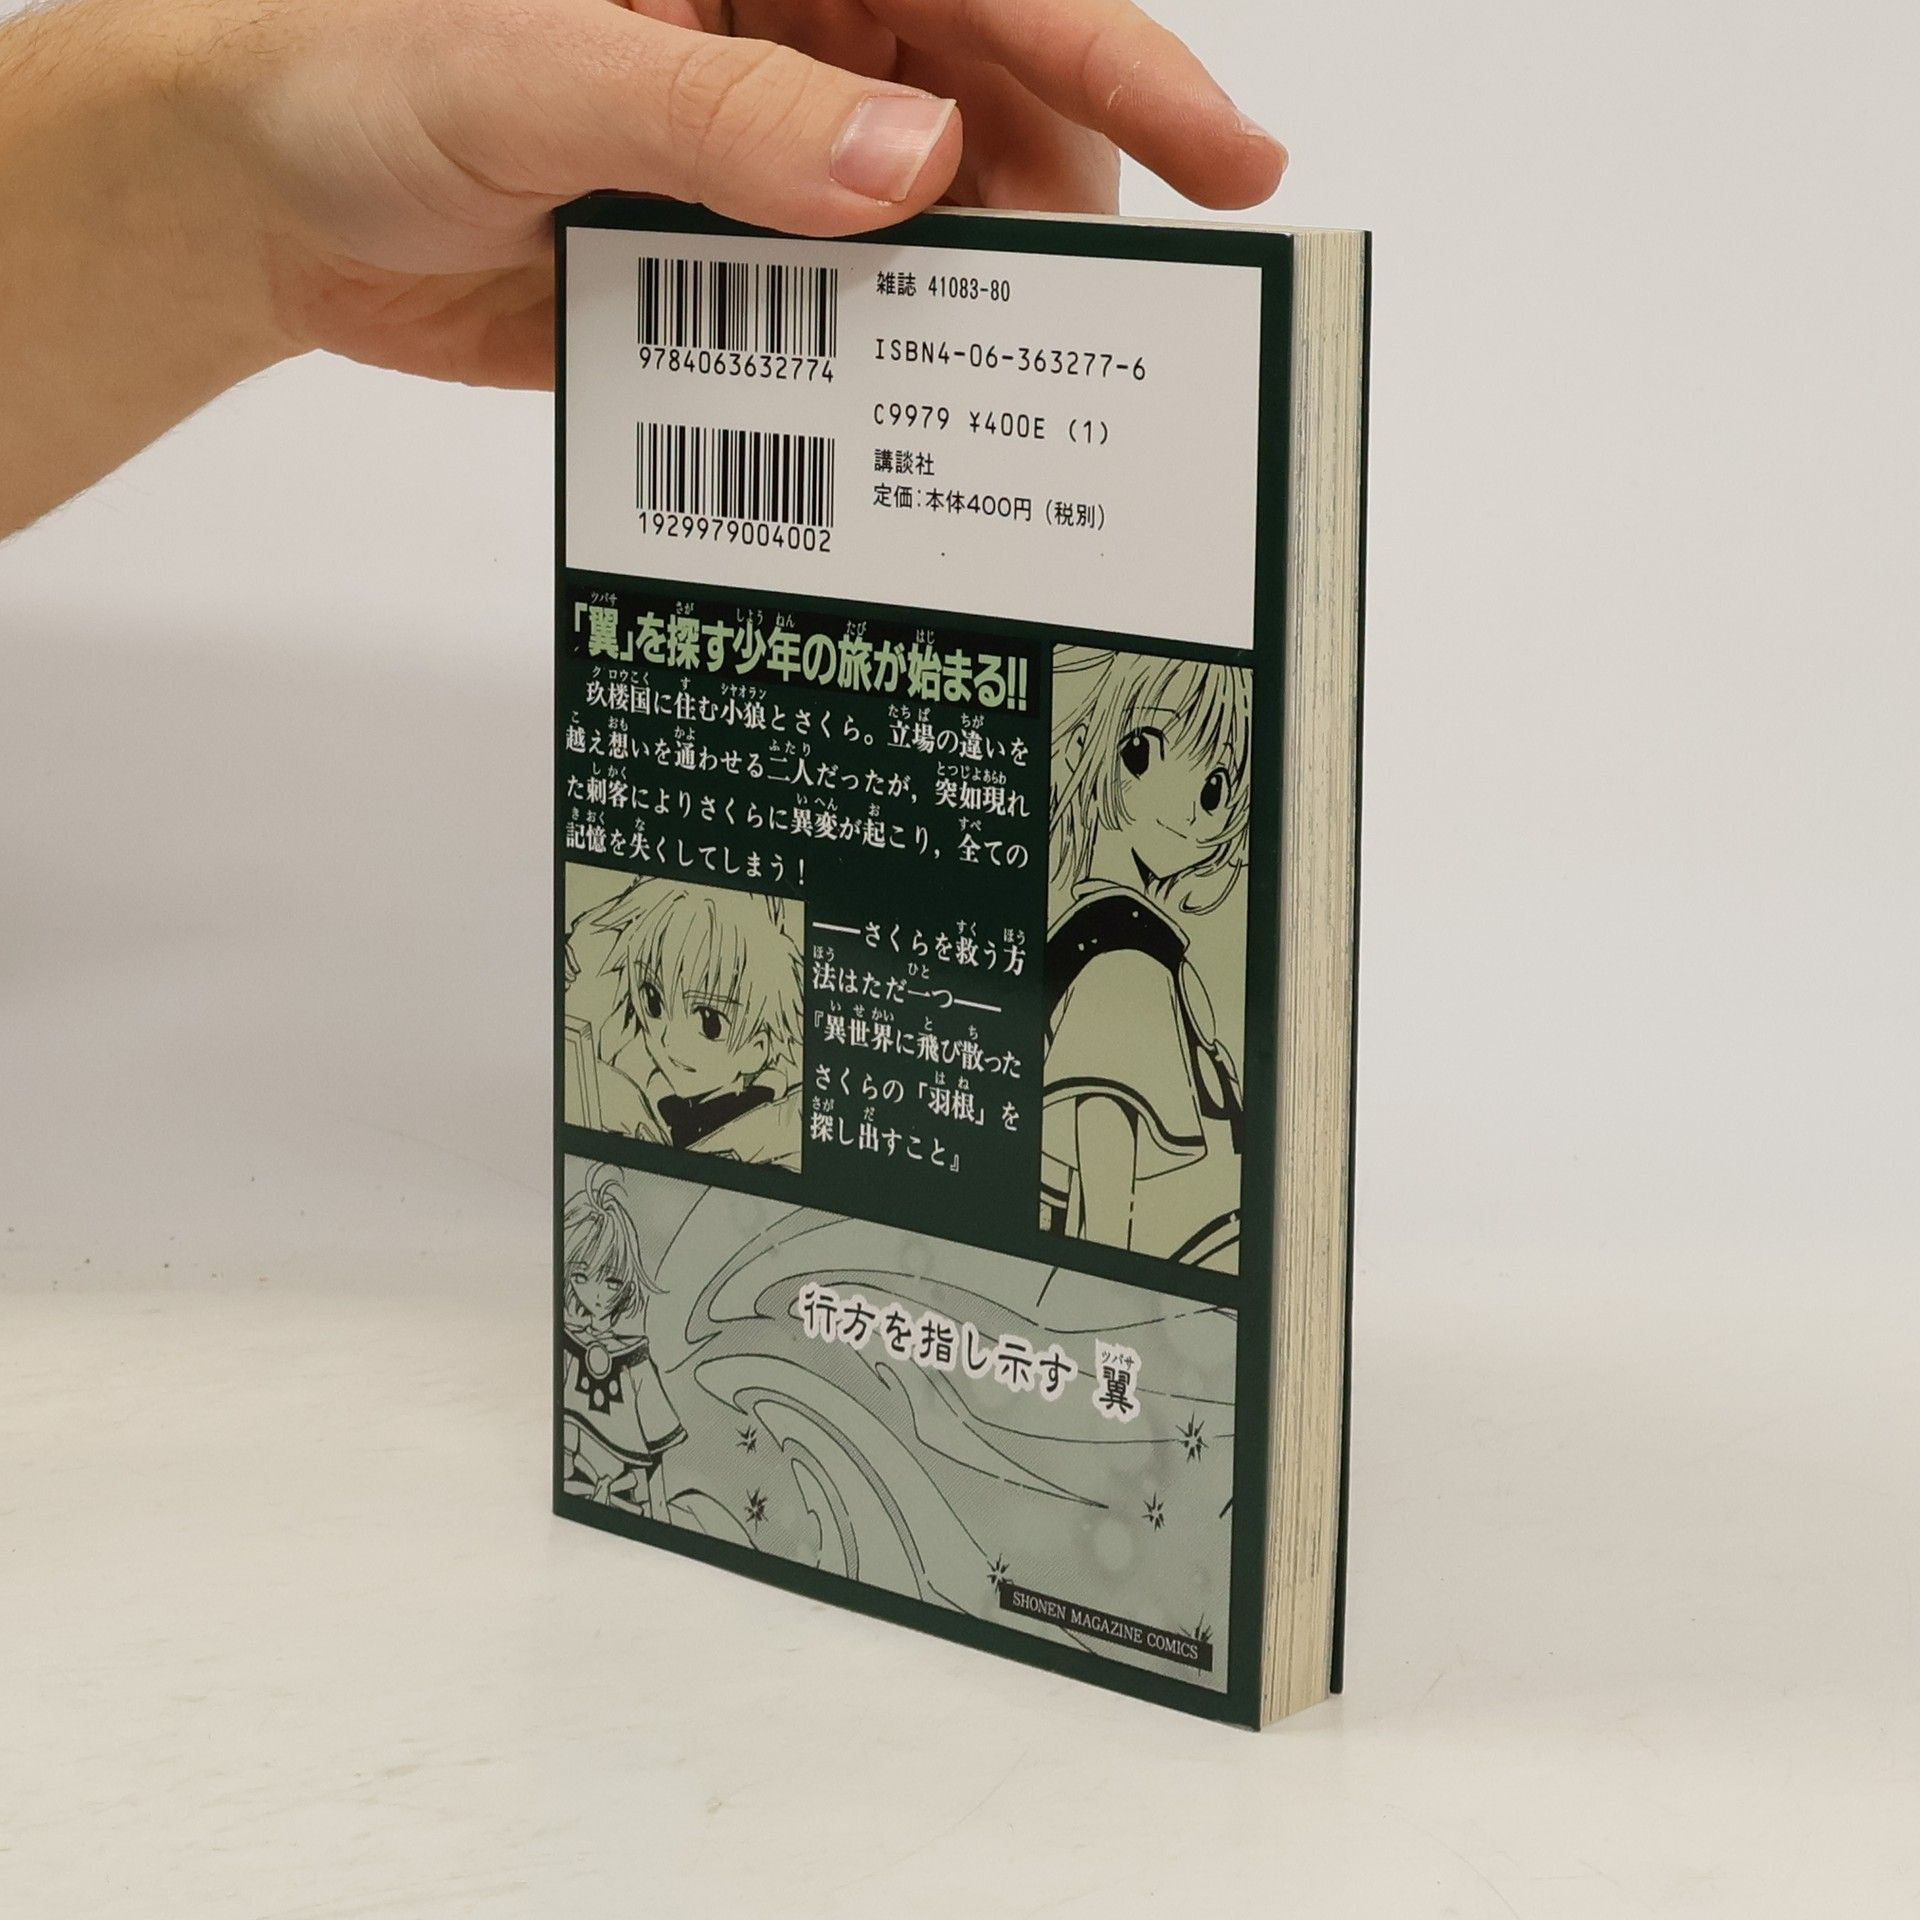 9784063632774
雑誌 41083-80
ISBN4-06-363277-6
C9979 ¥400E (1)
講談社
定価：本体400円（税別）
1929979004002
「翼」を探す少年の旅が始まる!!
玖楼国に住む小狼とさくら。立場の違いを
越え想いを通わせる二人だったが，突如現れ
た刺客によりさくらに異変が起こり，全ての
記憶を失くしてしまう！
──さくらを救う方
法はただ一つ──
『異世界に飛び散った
さくらの「羽根」を
探し出すこと』
行方を指し示す 翼
SHONEN MAGAZINE COMICS